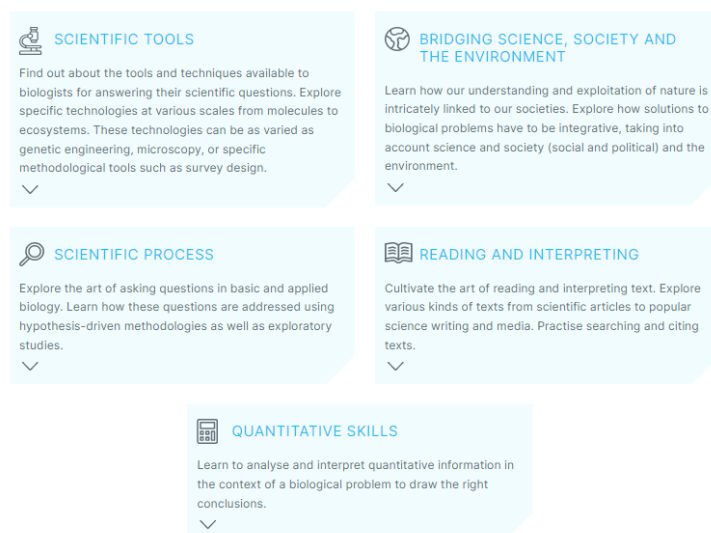 SCIENTIFIC TOOLS
Find out about the tools and techniques available to
biologists for answering their scientific questions. Explore
specific technologies at various scales from molecules to
ecosystems. These technologies can be as varied as
genetic engineering, microscopy, or specific
methodological tools such as survey design.
BRIDGING SCIENCE, SOCIETY AND
THE ENVIRONMENT
Learn how our understanding and exploitation of nature is
intricately linked to our societies. Explore how solutions to
biological problems have to be integrative, taking into
account science and society (social and political) and the
environment.
SCIENTIFIC PROCESS
Explore the art of asking questions in basic and applied
biology. Learn how these questions are addressed using
hypothesis-driven methodologies as well as exploratory
studies.
READING AND INTERPRETING
Cultivate the art of reading and interpreting text. Explore
various kinds of texts from scientific articles to popular
science writing and media. Practise searching and citing
texts.
QUANTITATIVE SKILLS
Learn to analyse and interpret quantitative information in
the context of a biological problem to draw the right
conclusions.